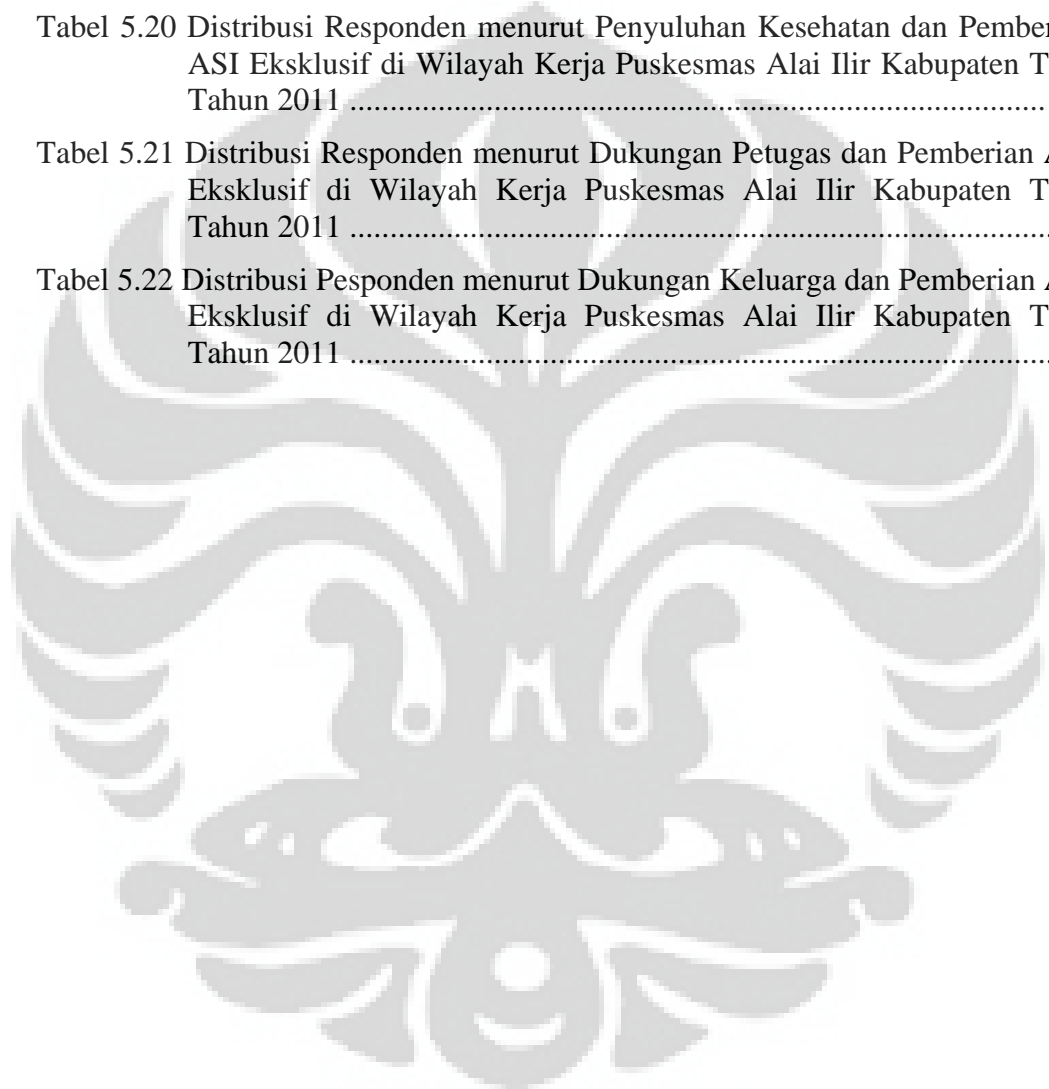 Tabel 5.20 Distribusi Responden menurut Penyuluhan Kesehatan dan Pember
ASI Eksklusif di Wilayah Kerja Puskesmas Alai Ilir Kabupaten T
Tahun 2011 ....................................................................................................
Tabel 5.21 Distribusi Responden menurut Dukungan Petugas dan Pemberian A
Eksklusif di Wilayah Kerja Puskesmas Alai Ilir Kabupaten T
Tahun 2011 ....................................................................................................
Tabel 5.22 Distribusi Pesponden menurut Dukungan Keluarga dan Pemberian A
Eksklusif di Wilayah Kerja Puskesmas Alai Ilir Kabupaten T
Tahun 2011 ....................................................................................................